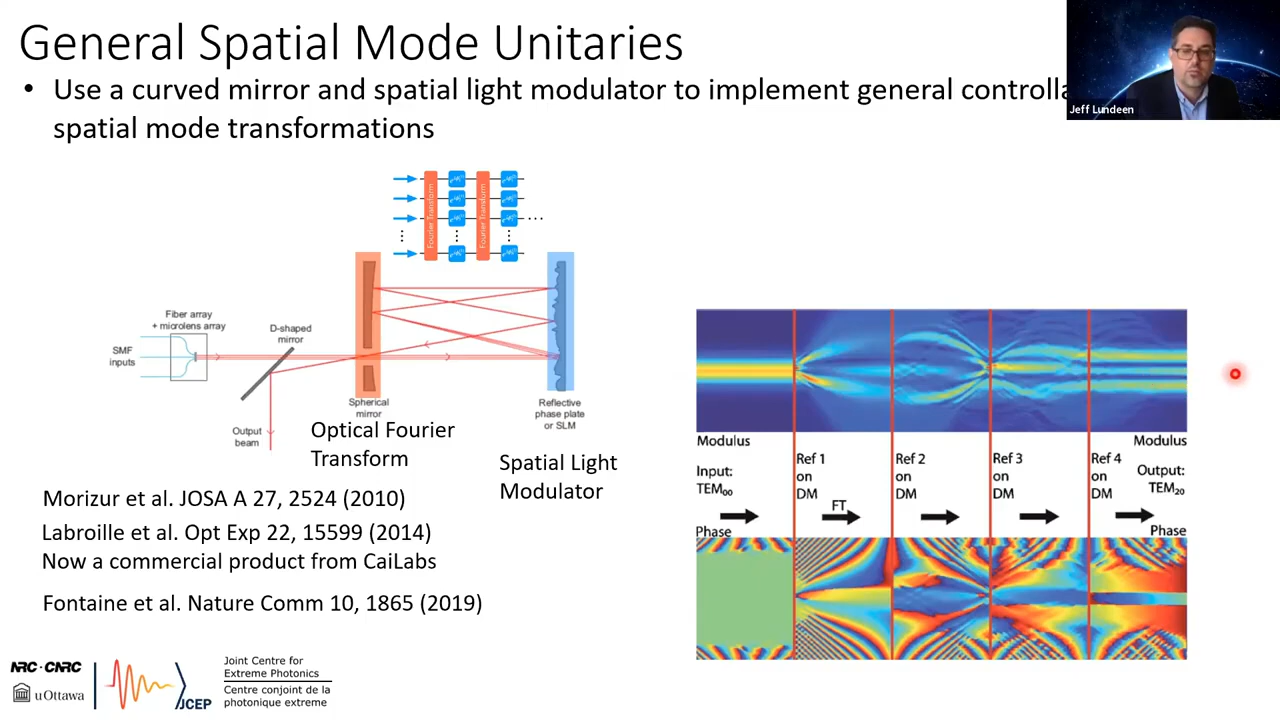 General Spatial Mode Unitaries
• Use a curved mirror and spatial light modulator to implement general controlla
spatial mode transformations
Jeff Lundeen
Fourier Transform
Fourier Transform
Fiber array
+ microlens array
D-shaped
mirror
SMF
inputs
Output
beam
Spherical
mirror
Reflective
phase plate
or SLM
Optical Fourier
Transform
Spatial Light
Modulator
Morizur et al. JOSA A 27, 2524 (2010)
Labroille et al. Opt Exp 22, 15599 (2014)
Now a commercial product from CaiLabs
Fontaine et al. Nature Comm 10, 1865 (2019)
Modulus
Modulus
Input:
TEM₀₀
Ref 1
on
DM
Ref 2
on
DM
Ref 3
on
DM
Ref 4
on
DM
Output:
TEM₂₀
FT
Phase
Phase
NRC·CNRC
uOttawa
JCEP
Joint Centre for
Extreme Photonics
Centre conjoint de la
photonique extreme